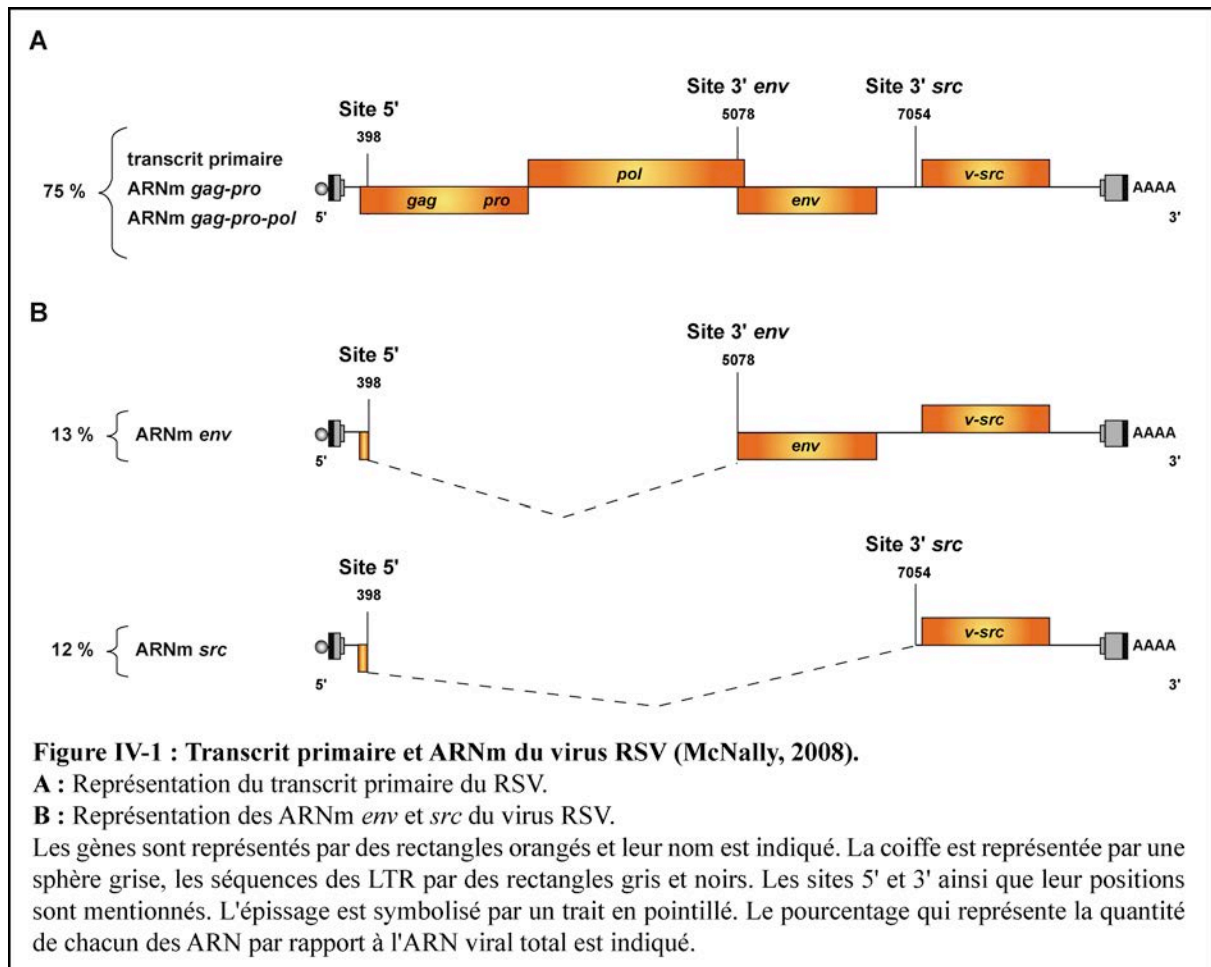 A
Site 3' env
Site 3' src
Site 5'
5078
7054
398
transcrit primaire
75 %
ARNm gag-pro
ARNm gag-pro-pol
pol
v-src
AAAA
5'
gag
pro
env
3'
B
Site 3' env
Site 5'
5078
398
v-src
13 %
ARNm env
AAAA
5'
env
3'
Site 3' src
Site 5'
7054
398
v-src
12 %
ARNm src
AAAA
5'
3'
Figure IV-1 : Transcrit primaire et ARNm du virus RSV (McNally, 2008).
A : Représentation du transcrit primaire du RSV.
B : Représentation des ARNm env et src du virus RSV.
Les gènes sont représentés par des rectangles orangés et leur nom est indiqué. La coiffe est représentée par une
sphère grise, les séquences des LTR par des rectangles gris et noirs. Les sites 5' et 3' ainsi que leur positions
sont mentionnés. L'épissage est symbolisé par un trait en pointillé. Le pourcentage qui représente la quantité
de chacun des ARN par rapport à l'ARN viral total est indiqué.